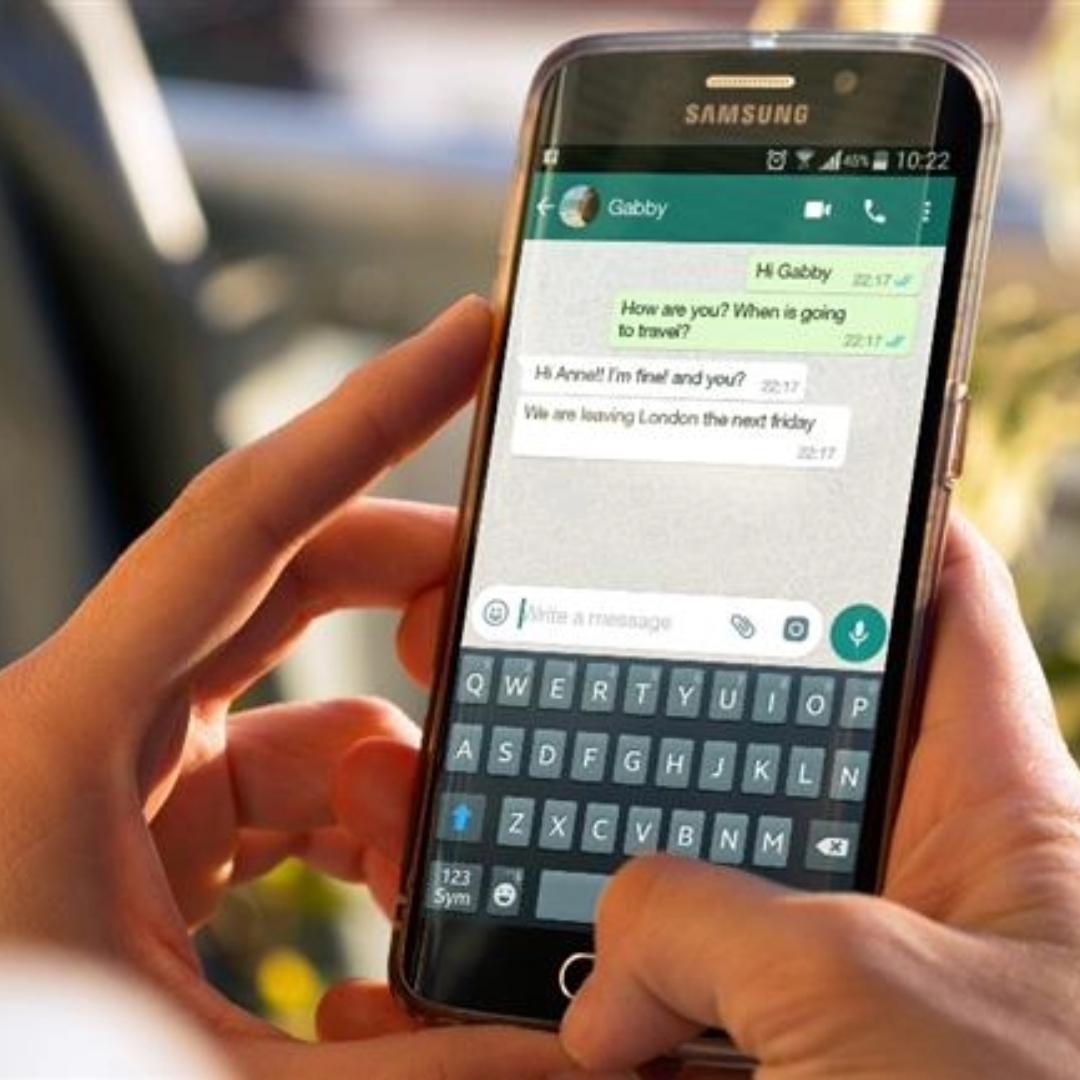 SAMSUNG
45% 10:22
Gabby
Hi Gabby 22:17
How are you? When is going
to travel?
22:17
Hi Anne!! I'm fine! and you? 22:17
We are leaving London the next friday
22:17
Write a message
Q W E R T Y U I O P
A S D F G H J K L N
Z X C V B N M
123
Sym